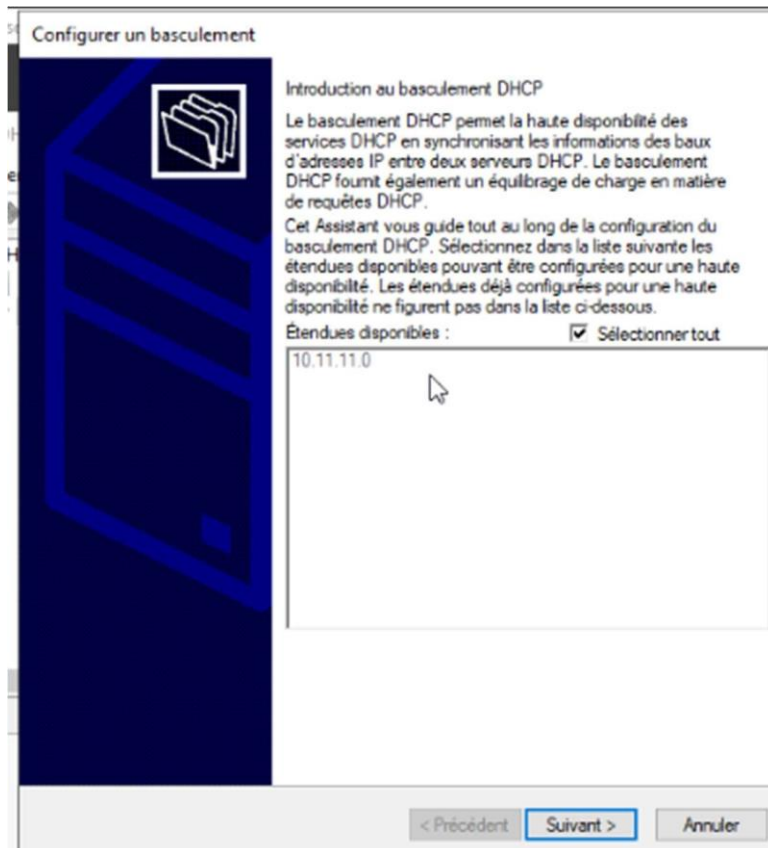 Configurer un basculement
Introduction au basculement DHCP
Le basculement DHCP permet la haute disponibilité des
services DHCP en synchronisant les informations des baux
d'adresses IP entre deux serveurs DHCP. Le basculement
DHCP fournit également un équilibrage de charge en matière
de requêtes DHCP.
Cet Assistant vous guide tout au long de la configuration du
basculement DHCP. Sélectionnez dans la liste suivante les
étendues disponibles pouvant être configurées pour une haute
disponibilité. Les étendues déjà configurées pour une haute
disponibilité ne figurent pas dans la liste ci-dessous.
Étendues disponibles : Sélectionner tout
10.11.11.0
< Précédent Suivant > Annuler